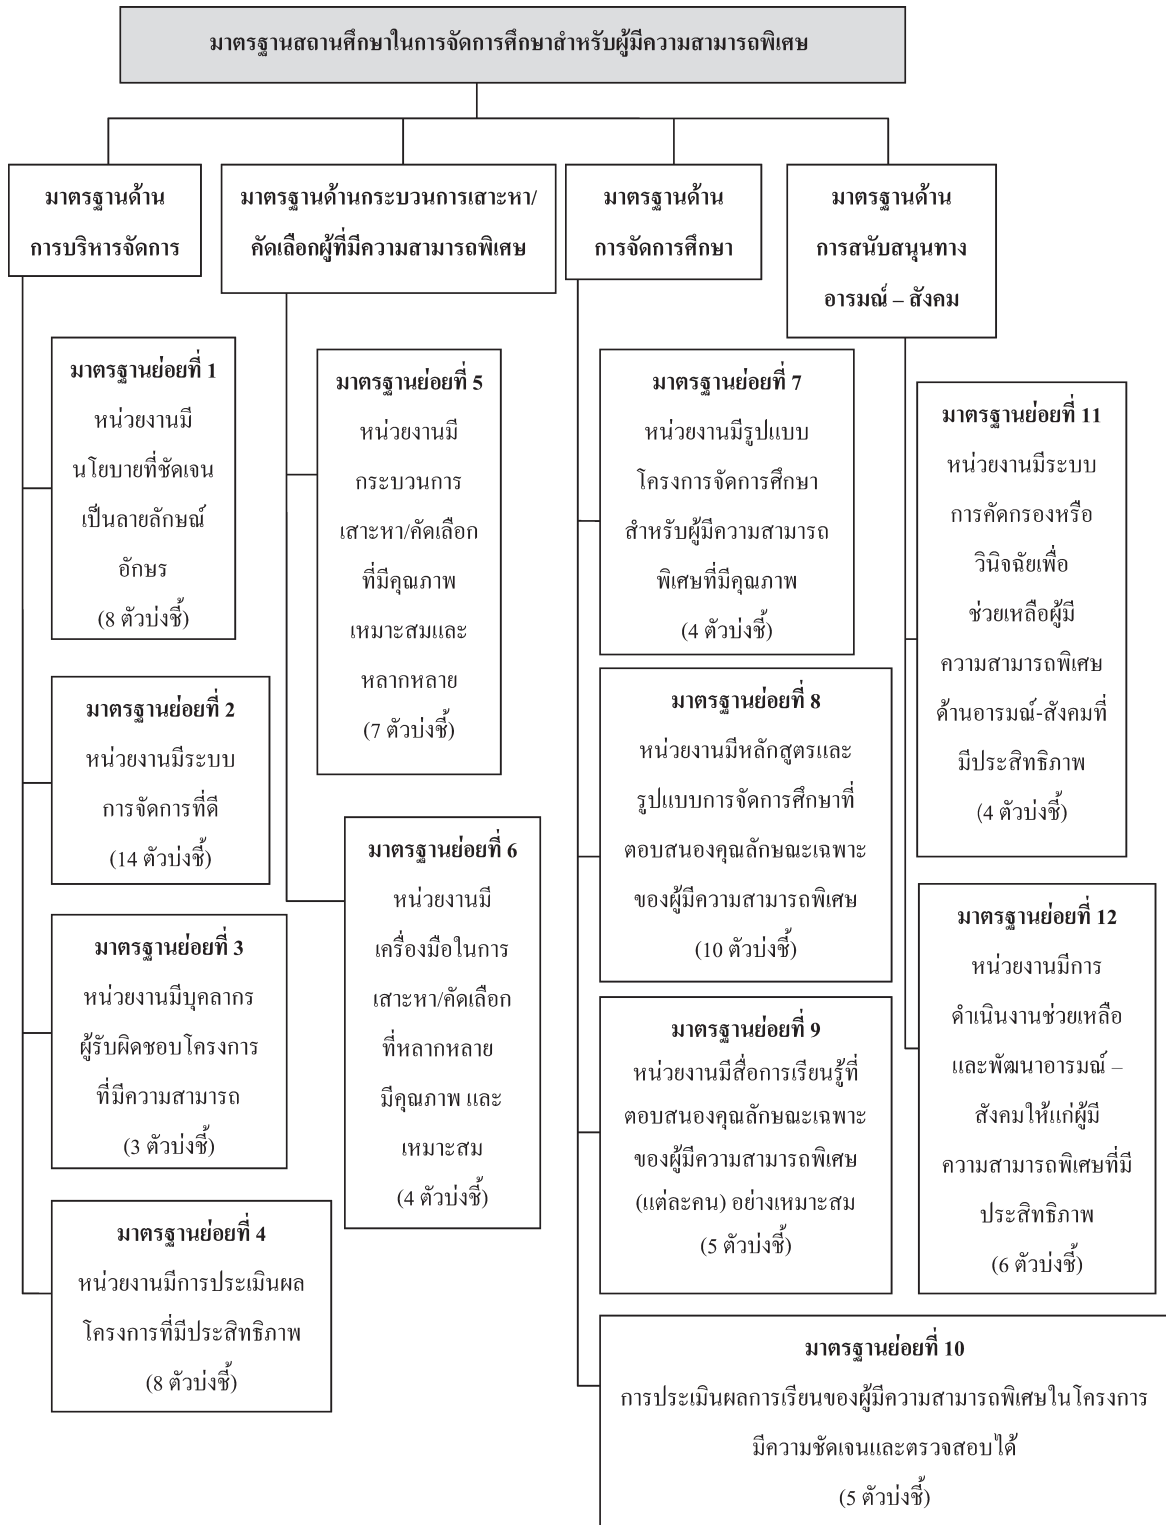 มาตรฐานสถานศึกษาในการจัดการศึกษาสำหรับผู้มีความสามารถพิเศษ
มาตรฐานด้าน
การบริหารจัดการ
มาตรฐานย่อยที่ 1
หน่วยงานมี
นโยบายที่ชัดเจน
เป็นลายลักษณ์
อักษร
(8 ตัวบ่งชี้)
มาตรฐานย่อยที่ 2
หน่วยงานมีระบบ
การจัดการที่ดี
(14 ตัวบ่งชี้)
มาตรฐานย่อยที่ 3
หน่วยงานมีบุคลากร
ผู้รับผิดชอบโครงการ
ที่มีความสามารถ
(3 ตัวบ่งชี้)
มาตรฐานย่อยที่ 4
หน่วยงานมีการประเมินผล
โครงการที่มีประสิทธิภาพ
(8 ตัวบ่งชี้)
มาตรฐานด้านกระบวนการเสาะหา/
คัดเลือกผู้ที่มีความสามารถพิเศษ
มาตรฐานย่อยที่ 5
หน่วยงานมี
กระบวนการ
เสาะหา/คัดเลือก
ที่มีคุณภาพ
เหมาะสมและ
หลากหลาย
(7 ตัวบ่งชี้)
มาตรฐานย่อยที่ 6
หน่วยงานมี
เครื่องมือในการ
เสาะหา/คัดเลือก
ที่หลากหลาย
มีคุณภาพ และ
เหมาะสม
(4 ตัวบ่งชี้)
มาตรฐานด้าน
การจัดการศึกษา
มาตรฐานย่อยที่ 7
หน่วยงานมีรูปแบบ
โครงการจัดการศึกษา
สำหรับผู้มีความสามารถ
พิเศษที่มีคุณภาพ
(4 ตัวบ่งชี้)
มาตรฐานย่อยที่ 8
หน่วยงานมีหลักสูตรและ
รูปแบบการจัดการศึกษาที่
ตอบสนองคุณลักษณะเฉพาะ
ของผู้มีความสามารถพิเศษ
(10 ตัวบ่งชี้)
มาตรฐานย่อยที่ 9
หน่วยงานมีสื่อการเรียนรู้ที่
ตอบสนองคุณลักษณะเฉพาะ
ของผู้มีความสามารถพิเศษ
(แต่ละคน) อย่างเหมาะสม
(5 ตัวบ่งชี้)
มาตรฐานย่อยที่ 10
การประเมินผลการเรียนของผู้มีความสามารถพิเศษในโครงการ
มีความชัดเจนและตรวจสอบได้
(5 ตัวบ่งชี้)
มาตรฐานด้าน
การสนับสนุนทาง
อารมณ์ – สังคม
มาตรฐานย่อยที่ 11
หน่วยงานมีระบบ
การคัดกรองหรือ
วินิจฉัยเพื่อ
ช่วยเหลือผู้มี
ความสามารถพิเศษ
ด้านอารมณ์-สังคมที่
มีประสิทธิภาพ
(4 ตัวบ่งชี้)
มาตรฐานย่อยที่ 12
หน่วยงานมีการ
ดำเนินงานช่วยเหลือ
และพัฒนาอารมณ์ –
สังคมให้แก่ผู้มี
ความสามารถพิเศษที่มี
ประสิทธิภาพ
(6 ตัวบ่งชี้)